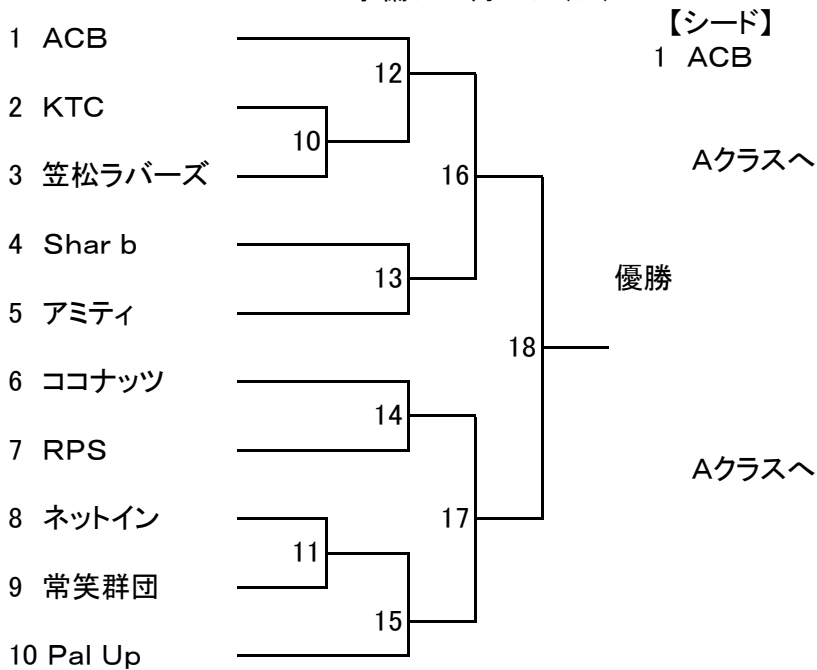 【シード】
1 ACB
1 ACB
12
2 KTC
10
3 笠松ラバーズ
16
Aクラスへ
4 Shar b
13
優勝
5 アミティ
18
6 ココナッツ
14
7 RPS
Aクラスへ
8 ネットイン
17
11
9 常笑群団
15
10 Pal Up